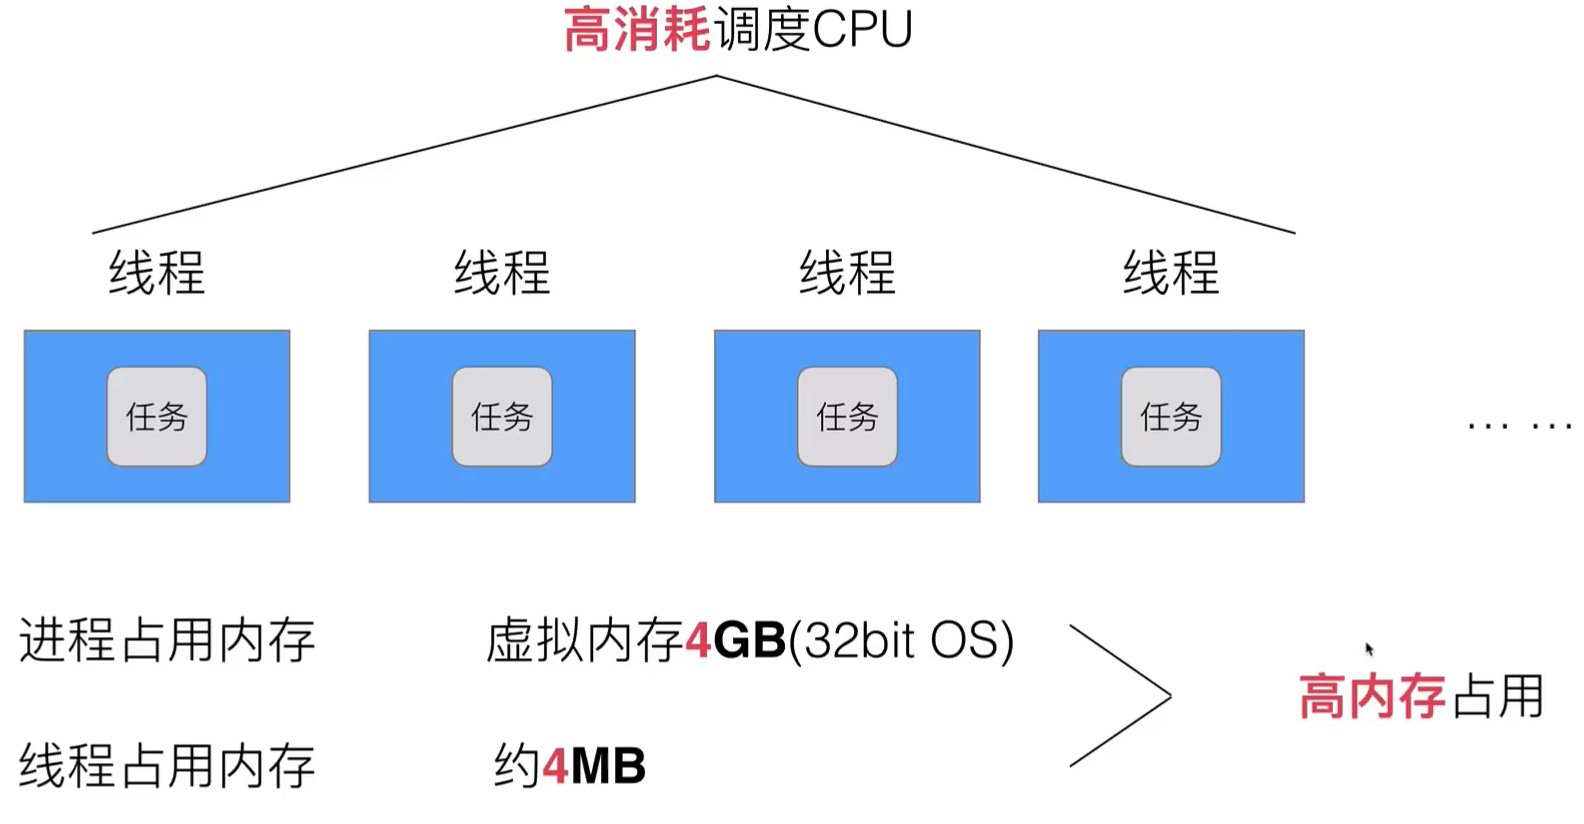 高消耗调度CPU
线程 线程 线程 线程
任务 任务 任务 任务 ... ...
进程占用内存 虚拟内存4GB(32bit OS)
高内存占用
线程占用内存 约4MB